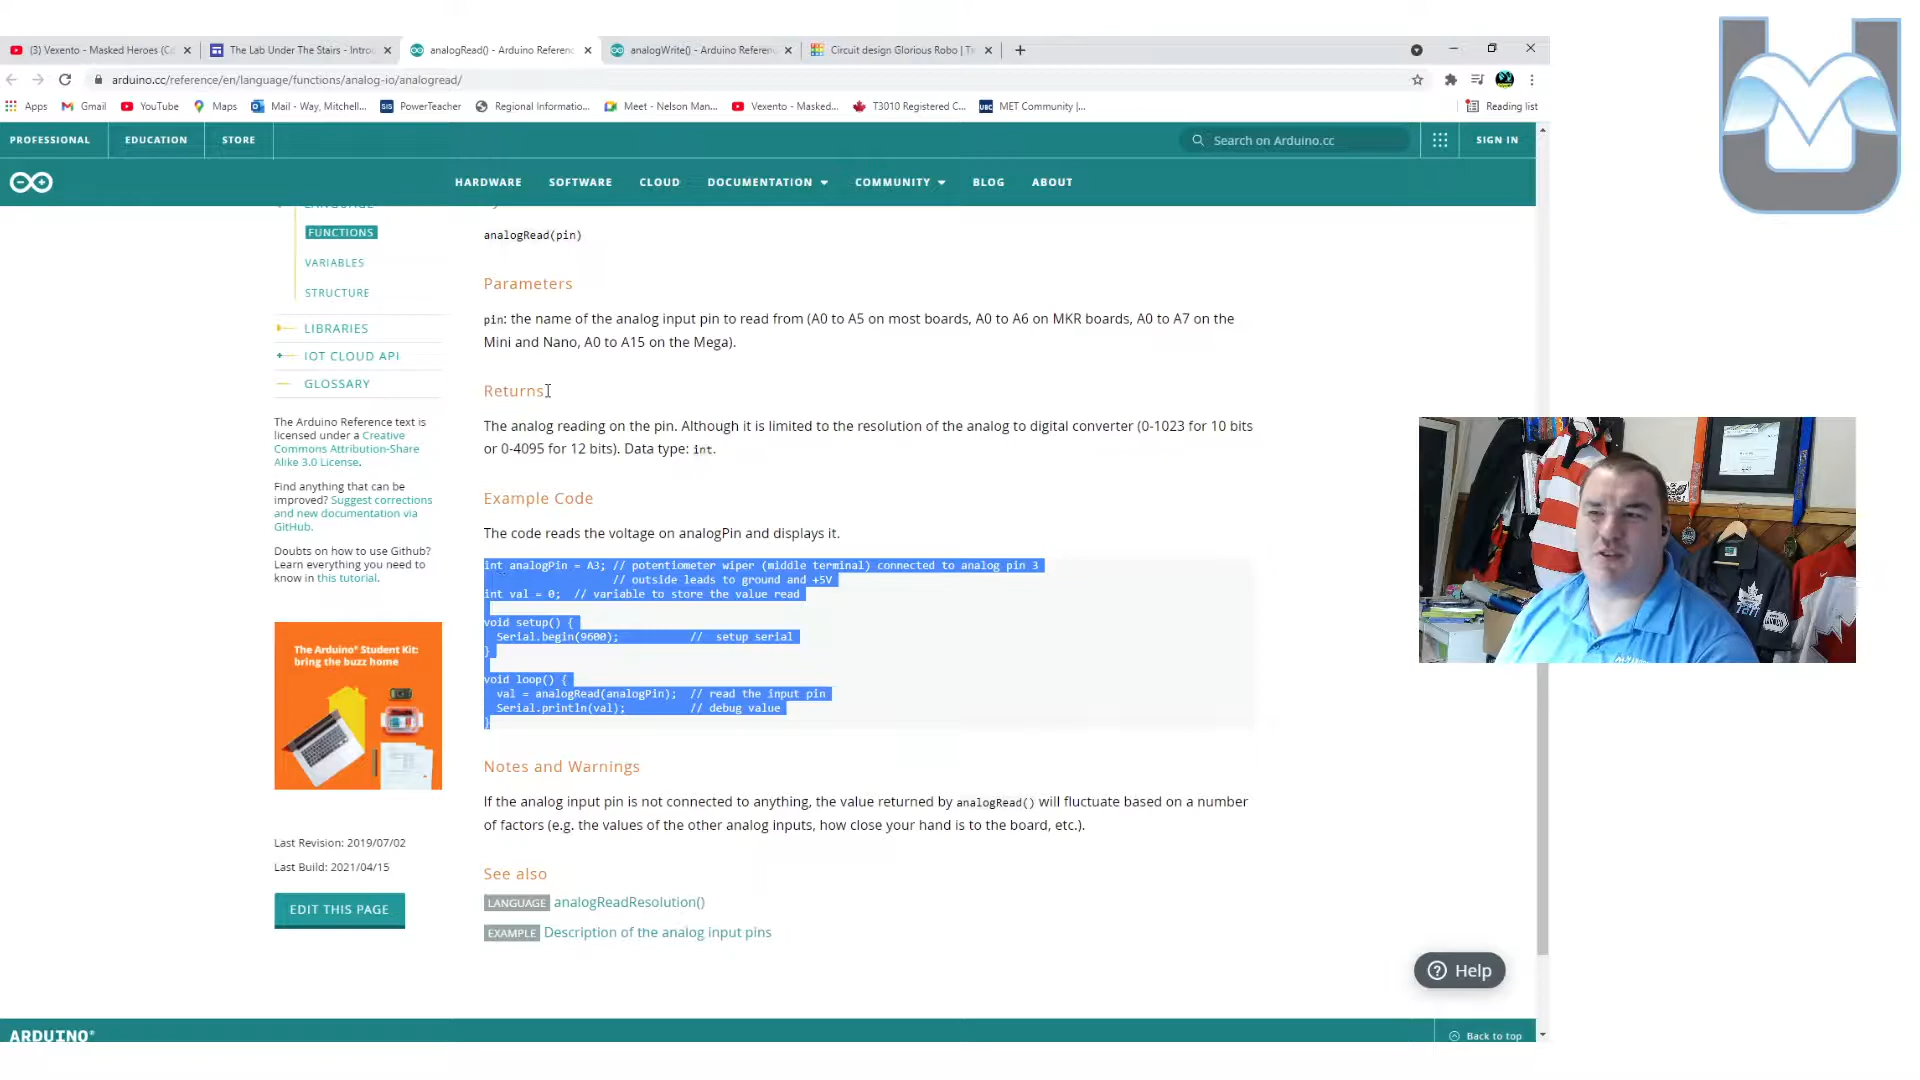 (3) Vexento - Masked Heroes (Co
The Lab Under The Stairs - Introd
analogRead() - Arduino Referenc
analogWrite() - Arduino Referenc
Circuit design Glorious Robo | Ti
arduino.cc/reference/en/language/functions/analog-io/analogread/
Apps
Gmail
YouTube
Maps
Mail - Way, Mitchell...
PowerTeacher
Regional Informatio...
Meet - Nelson Man...
Vexento - Masked...
T3010 Registered C...
MET Community |...
Reading list
PROFESSIONAL
EDUCATION
STORE
Search on Arduino.cc
SIGN IN
HARDWARE
SOFTWARE
CLOUD
DOCUMENTATION
COMMUNITY
BLOG
ABOUT
LANGUAGE
FUNCTIONS
VARIABLES
STRUCTURE
LIBRARIES
IOT CLOUD API
GLOSSARY
The Arduino Reference text is
licensed under a Creative
Commons Attribution-Share
Alike 3.0 License.
Find anything that can be
improved? Suggest corrections
and new documentation via
GitHub.
Doubts on how to use Github?
Learn everything you need to
know in this tutorial.
The Arduino® Student Kit:
bring the buzz home
Last Revision: 2019/07/02
Last Build: 2021/04/15
EDIT THIS PAGE
analogRead(pin)
Parameters
pin: the name of the analog input pin to read from (A0 to A5 on most boards, A0 to A6 on MKR boards, A0 to A7 on the
Mini and Nano, A0 to A15 on the Mega).
Returns
The analog reading on the pin. Although it is limited to the resolution of the analog to digital converter (0-1023 for 10 bits
or 0-4095 for 12 bits). Data type: int.
Example Code
The code reads the voltage on analogPin and displays it.
int analogPin = A3; // potentiometer wiper (middle terminal) connected to analog pin 3
// outside leads to ground and +5V
int val = 0; // variable to store the value read
void setup() {
Serial.begin(9600); // setup serial
}
void loop() {
val = analogRead(analogPin); // read the input pin
Serial.println(val); // debug value
}
Notes and Warnings
If the analog input pin is not connected to anything, the value returned by analogRead() will fluctuate based on a number
of factors (e.g. the values of the other analog inputs, how close your hand is to the board, etc.).
See also
LANGUAGE analogReadResolution()
EXAMPLE Description of the analog input pins
Help
ARDUINO®
Back to top